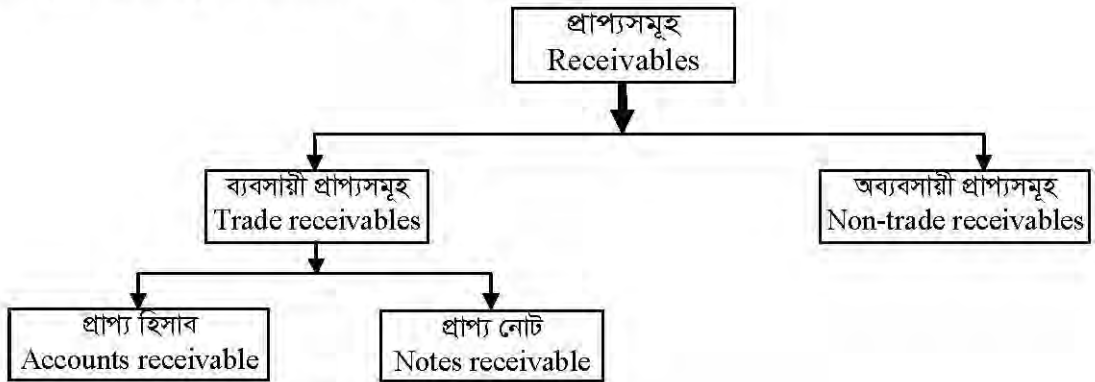 প্রাপ্যসমূহ
Receivables
ব্যবসায়ী প্রাপ্যসমূহ
Trade receivables
অব্যবসায়ী প্রাপ্যসমূহ
Non-trade receivables
প্রাপ্য হিসাব
Accounts receivable
প্রাপ্য নোট
Notes receivable